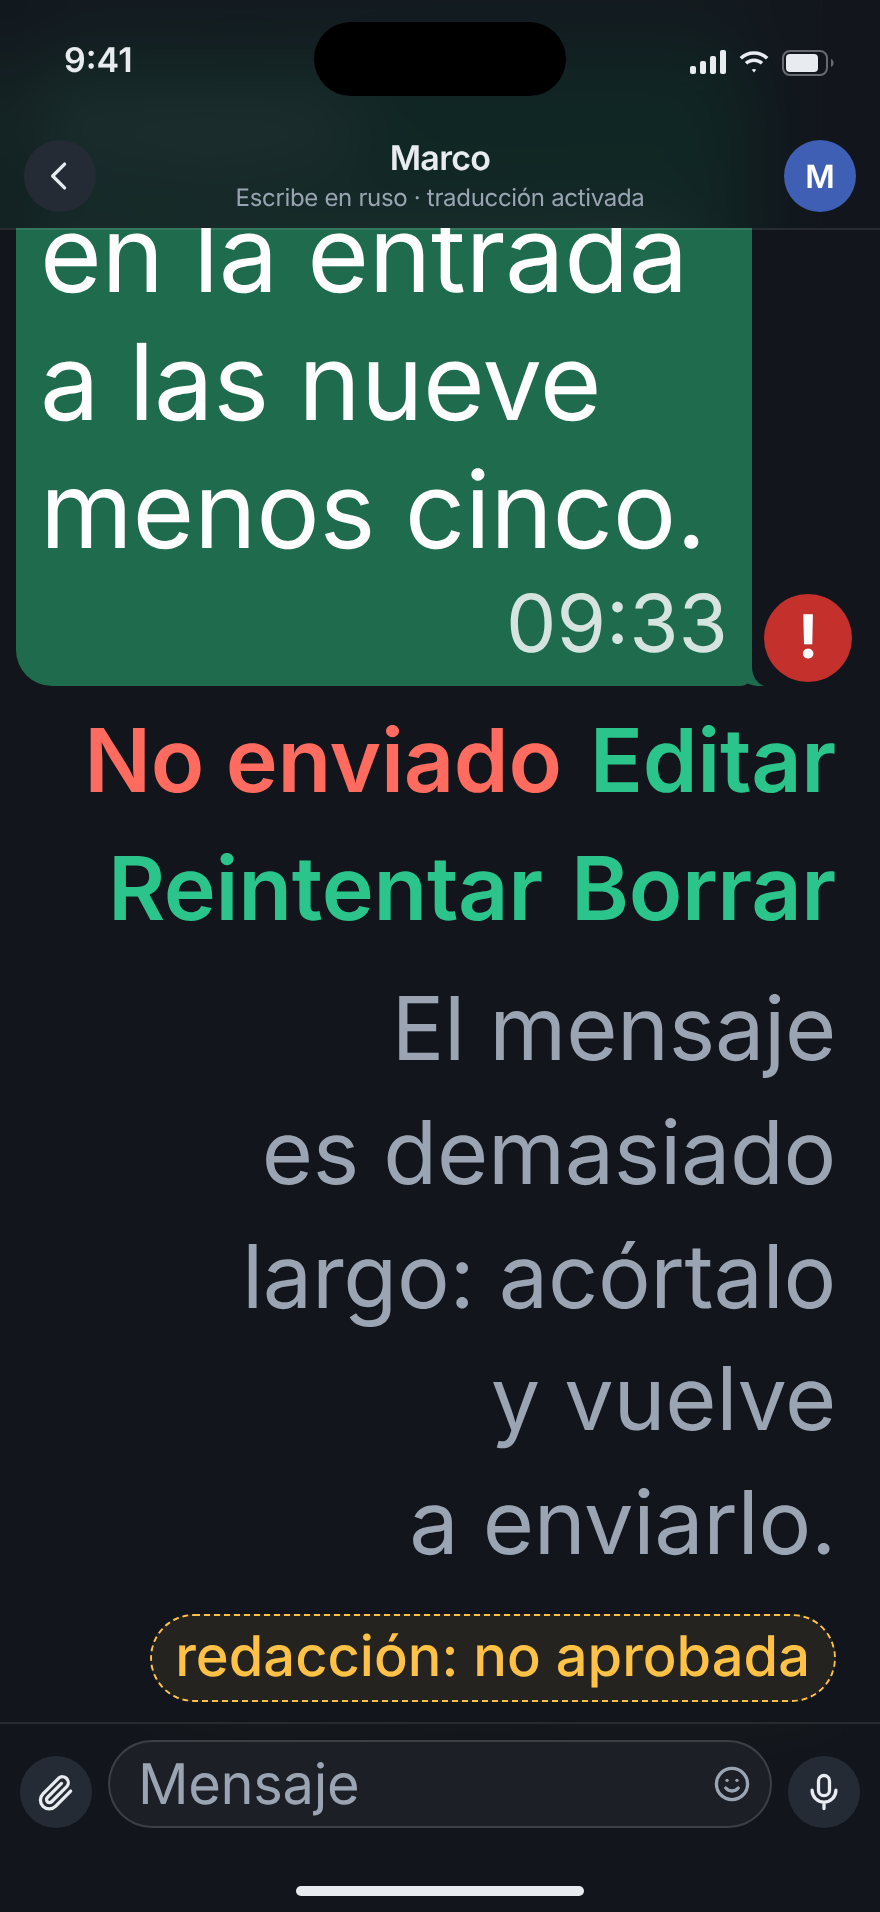 9:41
Marco
Escribe en ruso · traducción activada
M
en la entrada
a las nueve
menos cinco.
09:33
!
No enviado Editar
Reintentar Borrar
El mensaje
es demasiado
largo: acórtalo
y vuelve
a enviarlo.
redacción: no aprobada
Mensaje